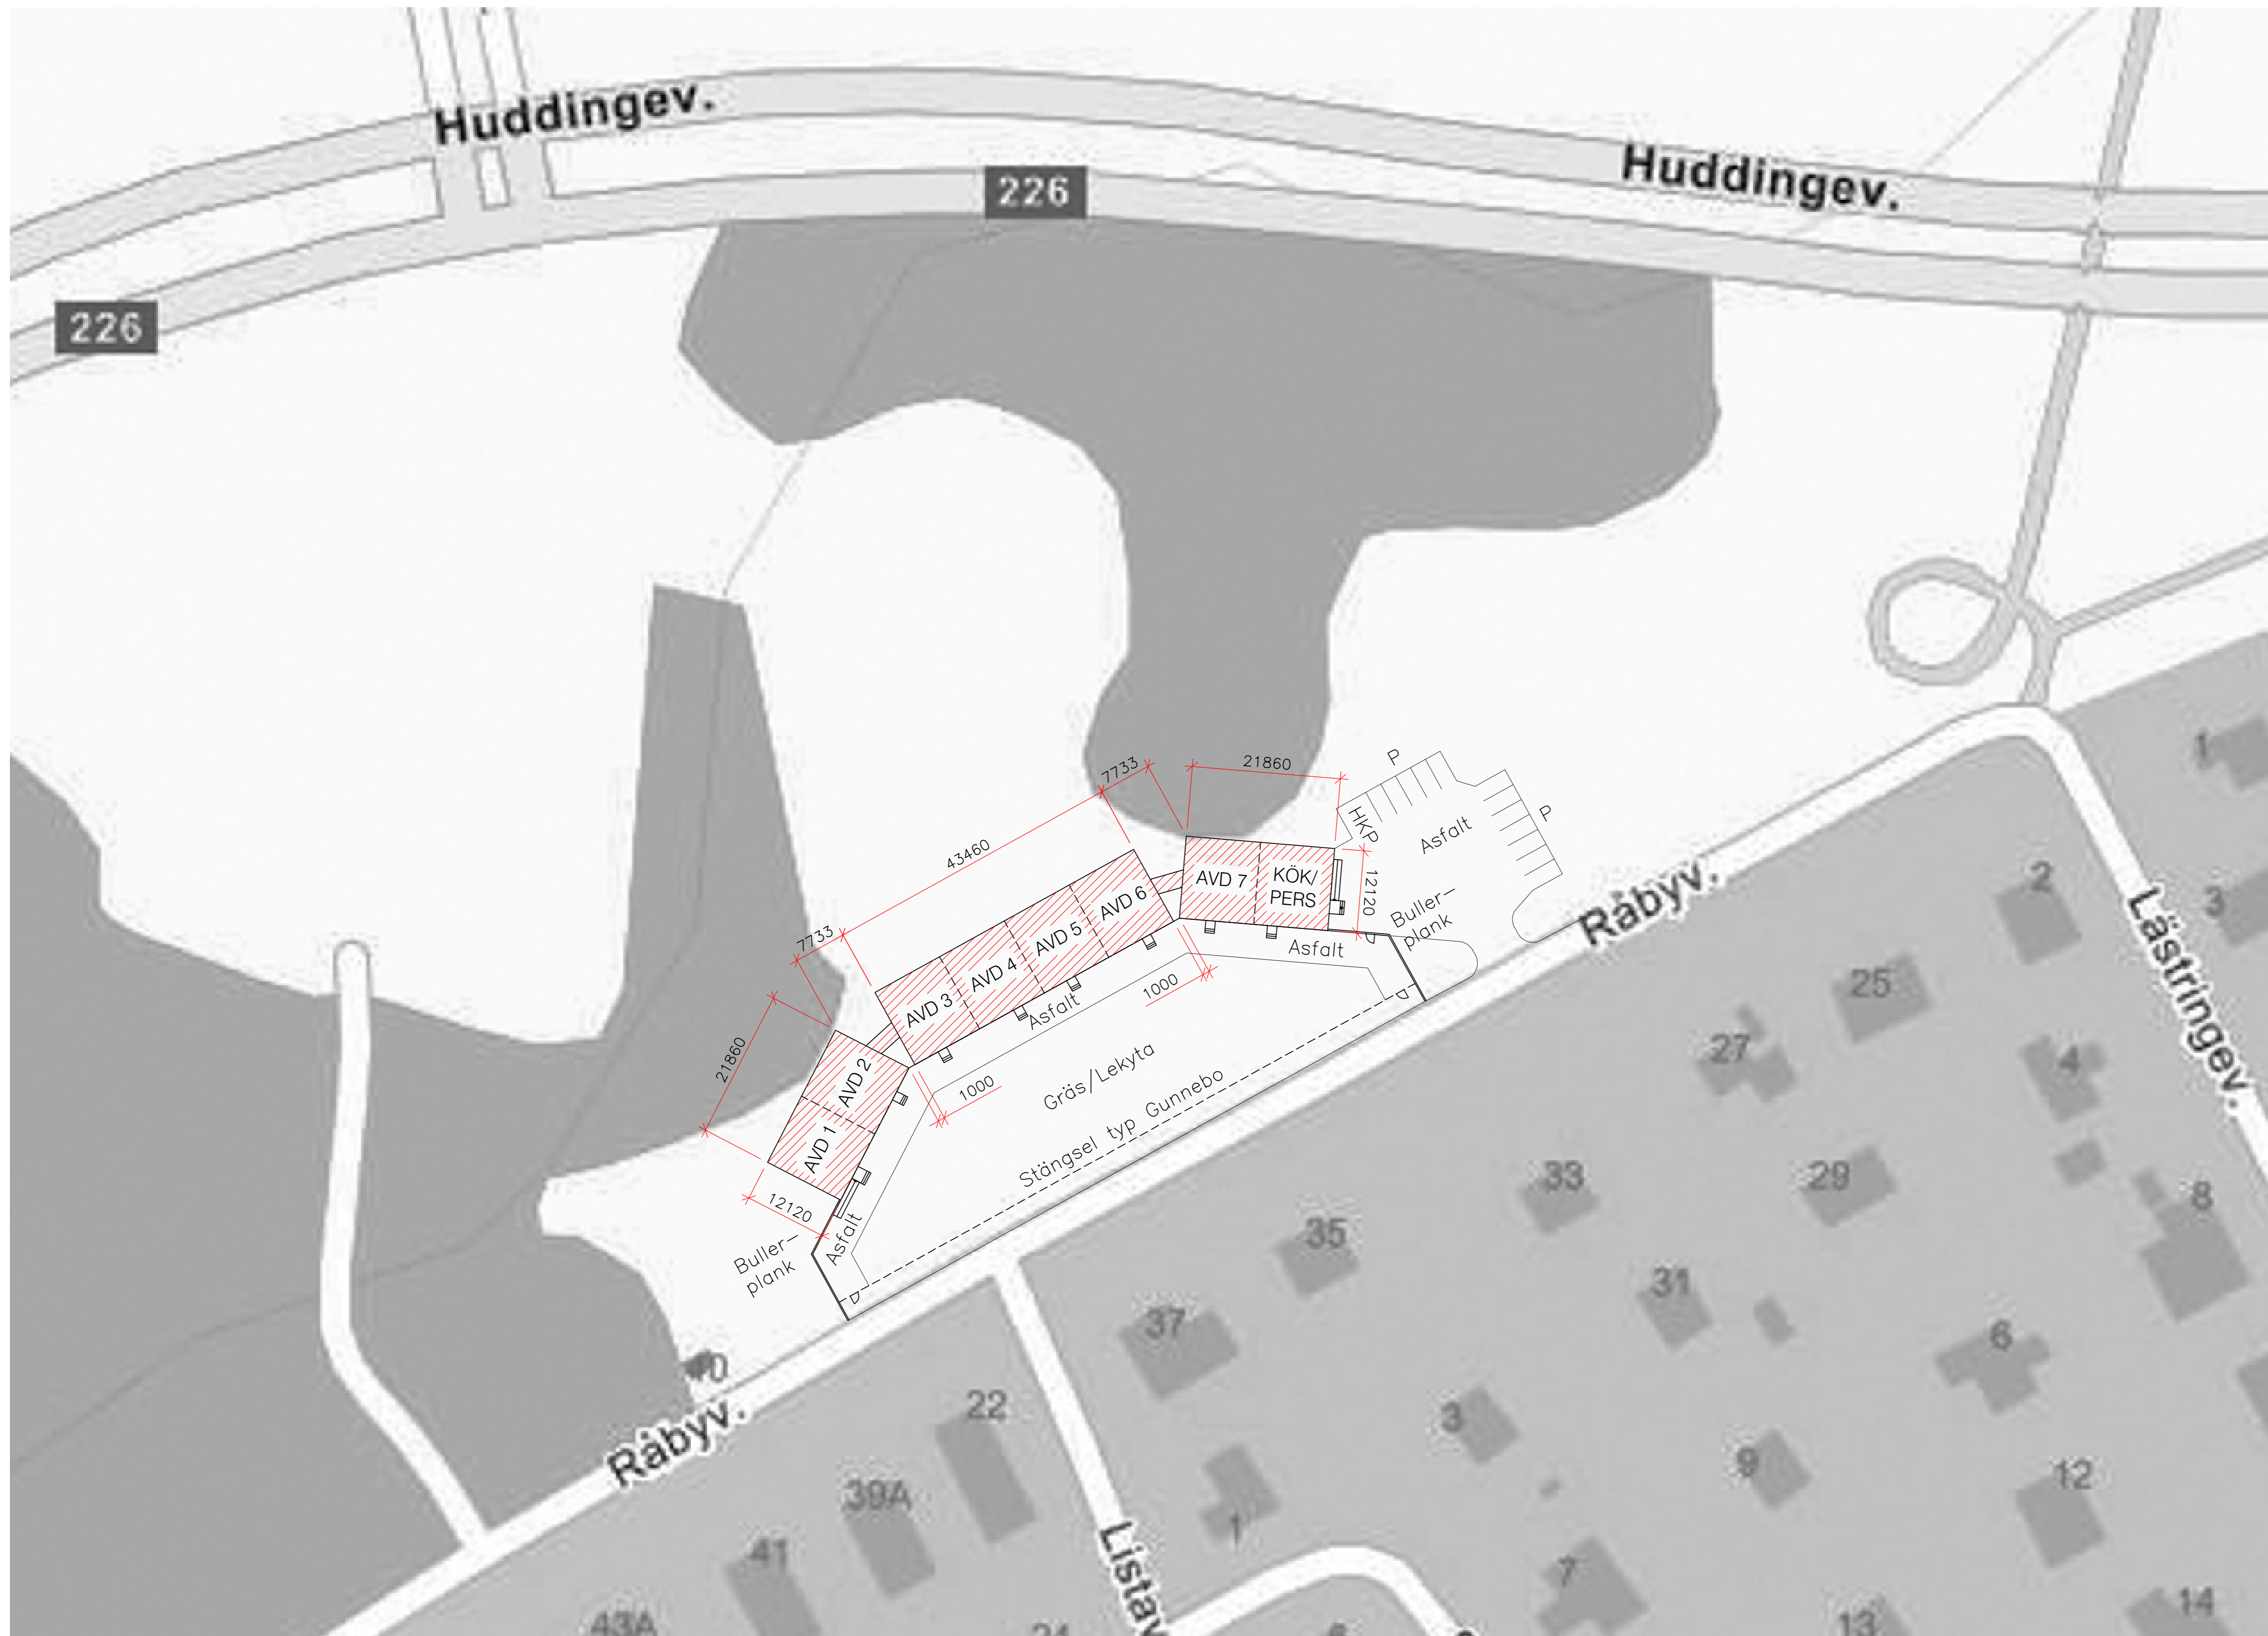 Huddingev.
Huddingev.
226
226
P
P
HKP
Asfalt
7733
21860
43460
12120
AVD 7
KÖK/
PERS
AVD 6
AVD 5
AVD 4
AVD 3
Buller-
plank
Asfalt
7733
1000
Asfalt
1000
21860
AVD 2
AVD 1
12120
Gräs/Lekyta
Stängsel typ Gunnebo
Asfalt
Buller-
plank
Råbyv.
Råbyv.
Lästringev.
Listav
1
2
3
25
27
4
33
29
8
35
31
37
6
22
3
9
12
39A
1
41
7
43A
13
14